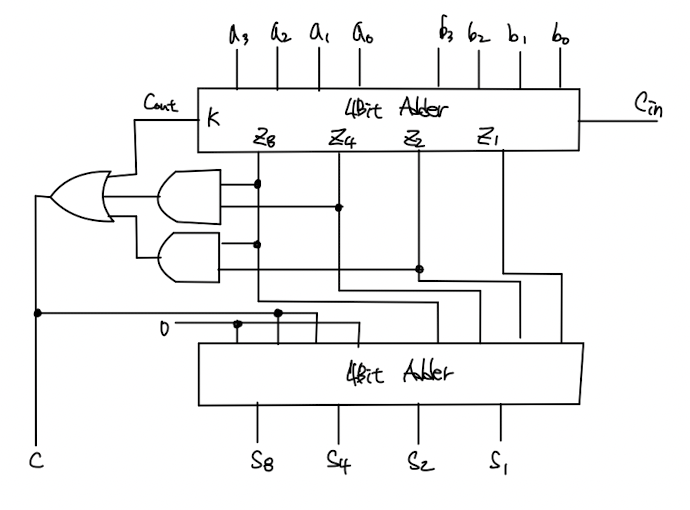 a₃ a₂ a₁ a₀ b₃ b₂ b₁ b₀
Cout K 4Bit Adder Cin
Z₈ Z₄ Z₂ Z₁
0
4Bit Adder
C S₈ S₄ S₂ S₁